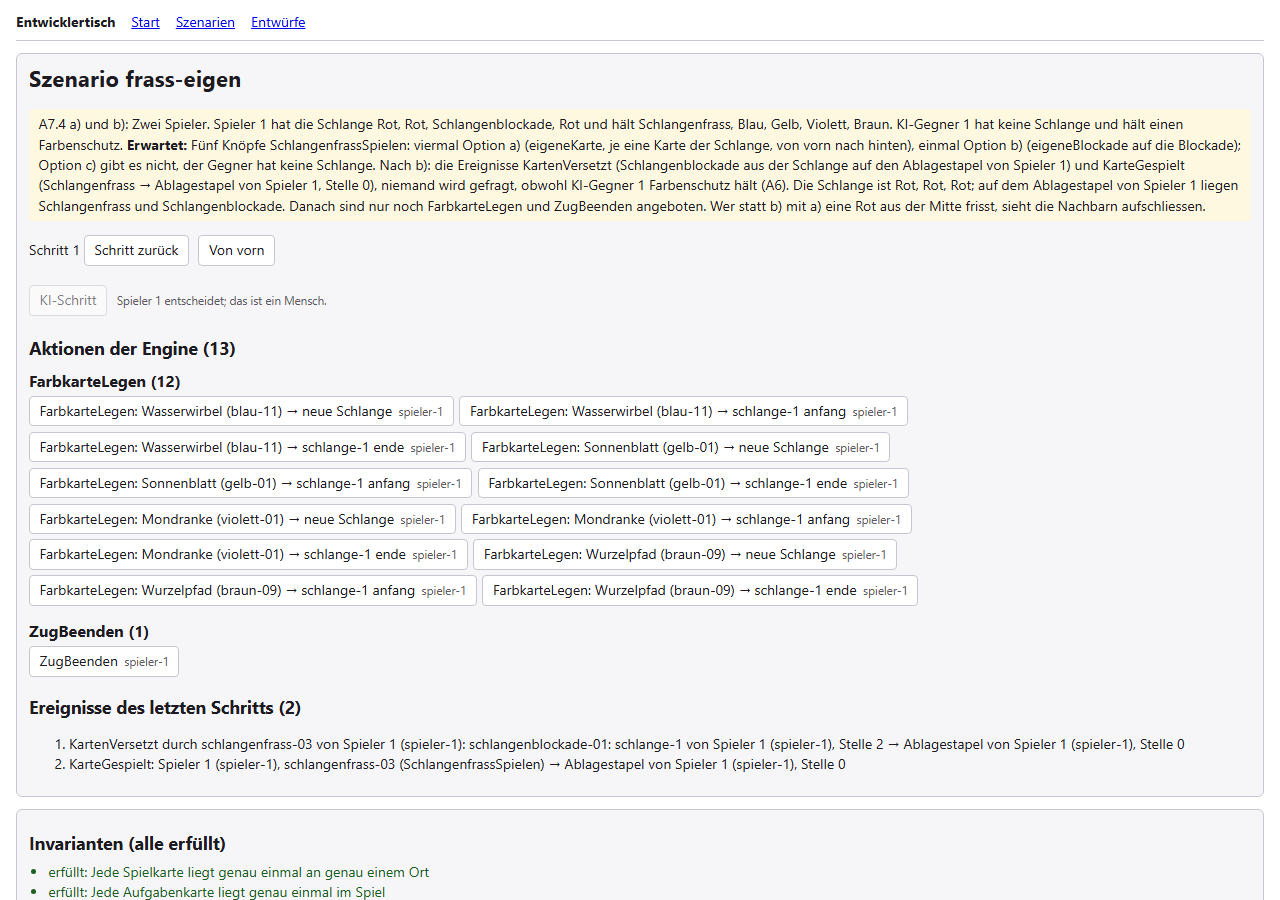 Entwicklertisch Start Szenarien Entwürfe
Szenario frass-eigen
A7.4 a) und b): Zwei Spieler. Spieler 1 hat die Schlange Rot, Rot, Schlangenblockade, Rot und hält Schlangenfrass, Blau, Gelb, Violett, Braun. KI-Gegner 1 hat keine Schlange und hält einen
Farbenschutz. Erwartet: Fünf Knöpfe SchlangenfrassSpielen: viermal Option a) (eigeneKarte, je eine Karte der Schlange, von vorn nach hinten), einmal Option b) (eigeneBlockade auf die Blockade);
Option c) gibt es nicht, der Gegner hat keine Schlange. Nach b): die Ereignisse KartenVersetzt (Schlangenblockade aus der Schlange auf den Ablagestapel von Spieler 1) und KarteGespielt
(Schlangenfrass → Ablagestapel von Spieler 1, Stelle 0), niemand wird gefragt, obwohl KI-Gegner 1 Farbenschutz hält (A6). Die Schlange ist Rot, Rot, Rot; auf dem Ablagestapel von Spieler 1 liegen
Schlangenfrass und Schlangenblockade. Danach sind nur noch FarbkarteLegen und ZugBeenden angeboten. Wer statt b) mit a) eine Rot aus der Mitte frisst, sieht die Nachbarn aufschliessen.
Schritt 1 Schritt zurück Von vorn
KI-Schritt Spieler 1 entscheidet; das ist ein Mensch.
Aktionen der Engine (13)
FarbkarteLegen (12)
FarbkarteLegen: Wasserwirbel (blau-11) → neue Schlange spieler-1 FarbkarteLegen: Wasserwirbel (blau-11) → schlange-1 anfang spieler-1
FarbkarteLegen: Wasserwirbel (blau-11) → schlange-1 ende spieler-1 FarbkarteLegen: Sonnenblatt (gelb-01) → neue Schlange spieler-1
FarbkarteLegen: Sonnenblatt (gelb-01) → schlange-1 anfang spieler-1 FarbkarteLegen: Sonnenblatt (gelb-01) → schlange-1 ende spieler-1
FarbkarteLegen: Mondranke (violett-01) → neue Schlange spieler-1 FarbkarteLegen: Mondranke (violett-01) → schlange-1 anfang spieler-1
FarbkarteLegen: Mondranke (violett-01) → schlange-1 ende spieler-1 FarbkarteLegen: Wurzelpfad (braun-09) → neue Schlange spieler-1
FarbkarteLegen: Wurzelpfad (braun-09) → schlange-1 anfang spieler-1 FarbkarteLegen: Wurzelpfad (braun-09) → schlange-1 ende spieler-1
ZugBeenden (1)
ZugBeenden spieler-1
Ereignisse des letzten Schritts (2)
1. KartenVersetzt durch schlangenfrass-03 von Spieler 1 (spieler-1): schlangenblockade-01: schlange-1 von Spieler 1 (spieler-1), Stelle 2 → Ablagestapel von Spieler 1 (spieler-1), Stelle 0
2. KarteGespielt: Spieler 1 (spieler-1), schlangenfrass-03 (SchlangenfrassSpielen) → Ablagestapel von Spieler 1 (spieler-1), Stelle 0
Invarianten (alle erfüllt)
• erfüllt: Jede Spielkarte liegt genau einmal an genau einem Ort
• erfüllt: Jede Aufgabenkarte liegt genau einmal im Spiel